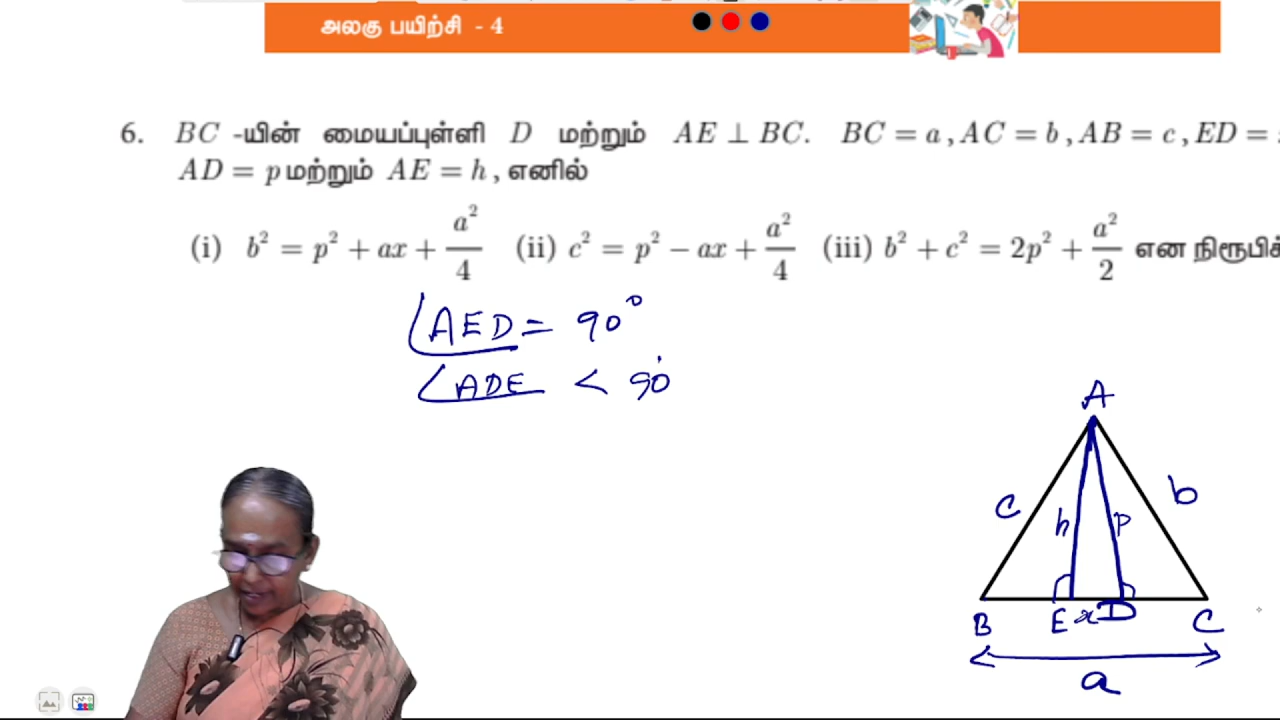 அலகு பயிற்சி - 4
6. BC -யின் மையப்புள்ளி D மற்றும் AE ⊥ BC. BC = a, AC = b, AB = c, ED =
AD = p மற்றும் AE = h, எனில்
(i) b² = p² + ax + a²/4 (ii) c² = p² − ax + a²/4 (iii) b² + c² = 2p² + a²/2 என
∠AED = 90°
∠ADE < 90°
A
c b
h p
B E x D C
a